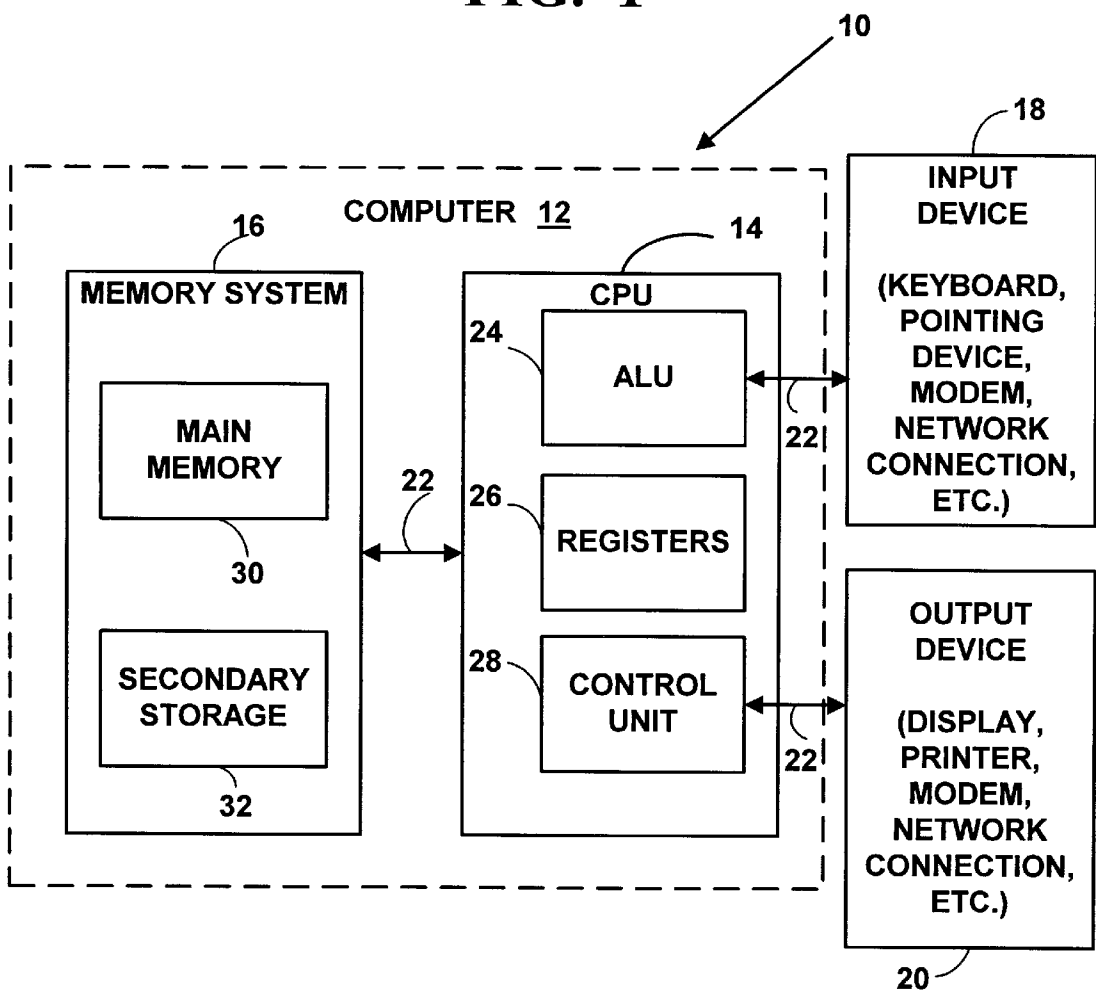 FIG. 1
10
18
INPUT
DEVICE
(KEYBOARD,
POINTING
DEVICE,
MODEM,
NETWORK
CONNECTION,
ETC.)
COMPUTER 12
16
14
MEMORY SYSTEM
CPU
24
ALU
22
MAIN
MEMORY
30
22
26
REGISTERS
SECONDARY
STORAGE
32
28
CONTROL
UNIT
22
OUTPUT
DEVICE
(DISPLAY,
PRINTER,
MODEM,
NETWORK
CONNECTION,
ETC.)
20